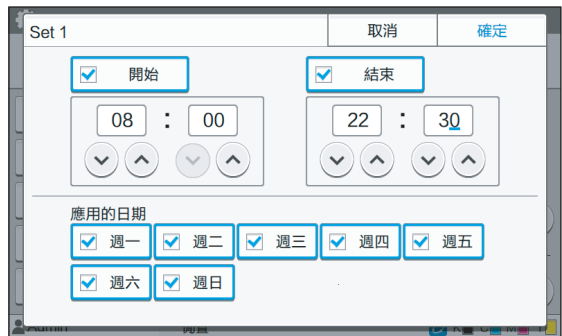 Set 1 取消 確定
開始 結束
08 : 00 22 : 30
應用的日期
週一 週二 週三 週四 週五
週六 週日
Admin
K C M